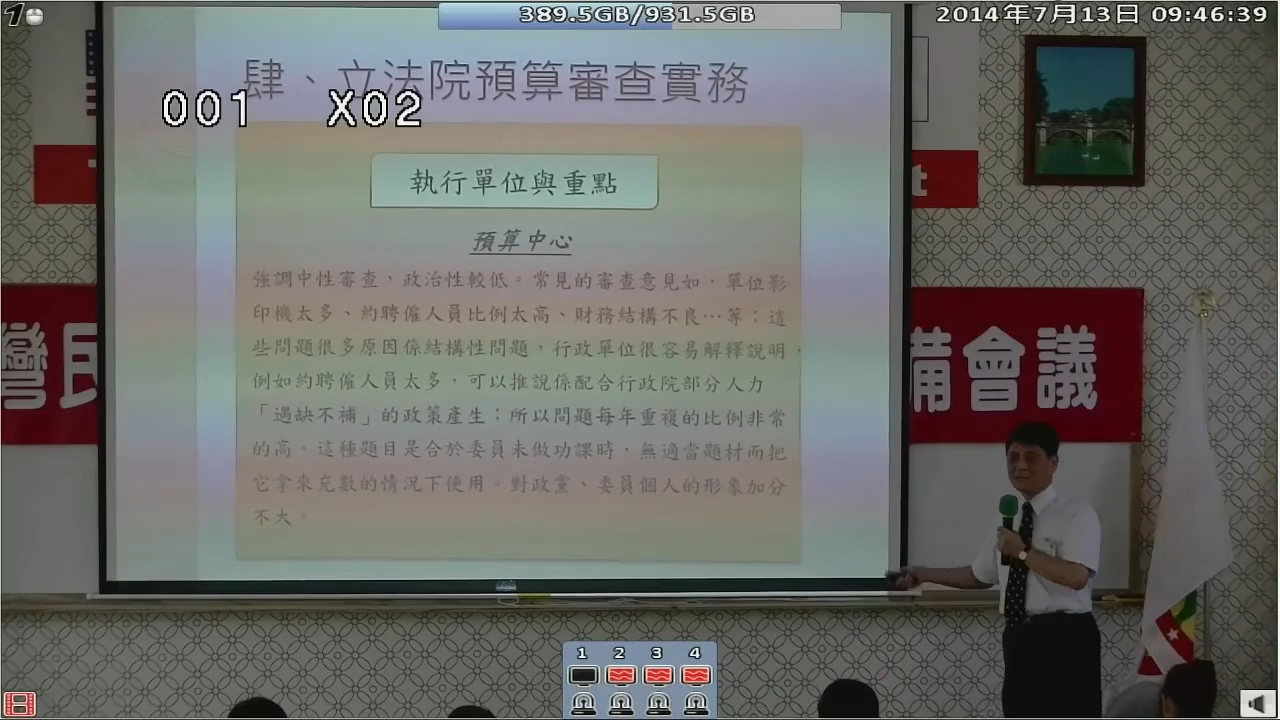 1
389.5GB/931.5GB
2014年7月13日 09:46:39
肆、立法院預算審查實務
001 X02
執行單位與重點
預算中心
強調中性審查、政治性較低。常見的審查意見如，單位影
印機太多、約聘僱人員比例太高、財務結構不良…等；這
些問題很多原因係結構性問題，行政單位很容易解釋說明，
例如約聘僱人員太多，可以推說係配合行政院部分人力
「遇缺不補」的政策產生；所以問題每年重複的比例非常
的高。這種題目是合於委員未做功課時，無適當題材而把
它拿來充數的情況下使用。對政黨、委員個人的形象加分
不大。
t
灣民
備會議
1 2 3 4